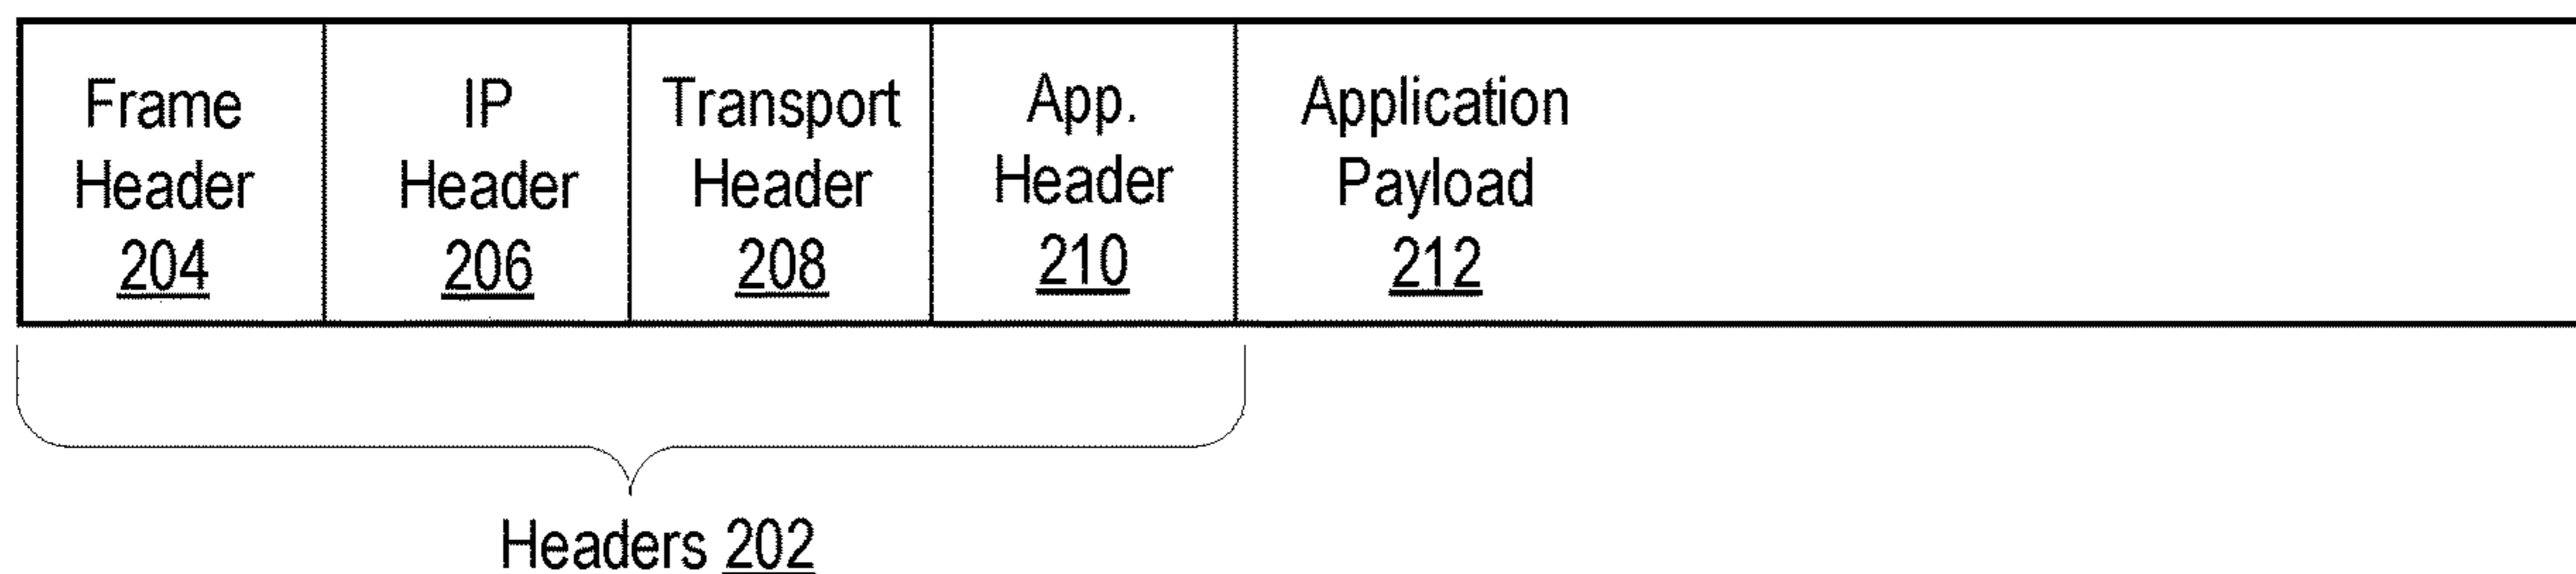 Frame
Header
204
IP
Header
206
Transport
Header
208
App.
Header
210
Application
Payload
212
Headers 202